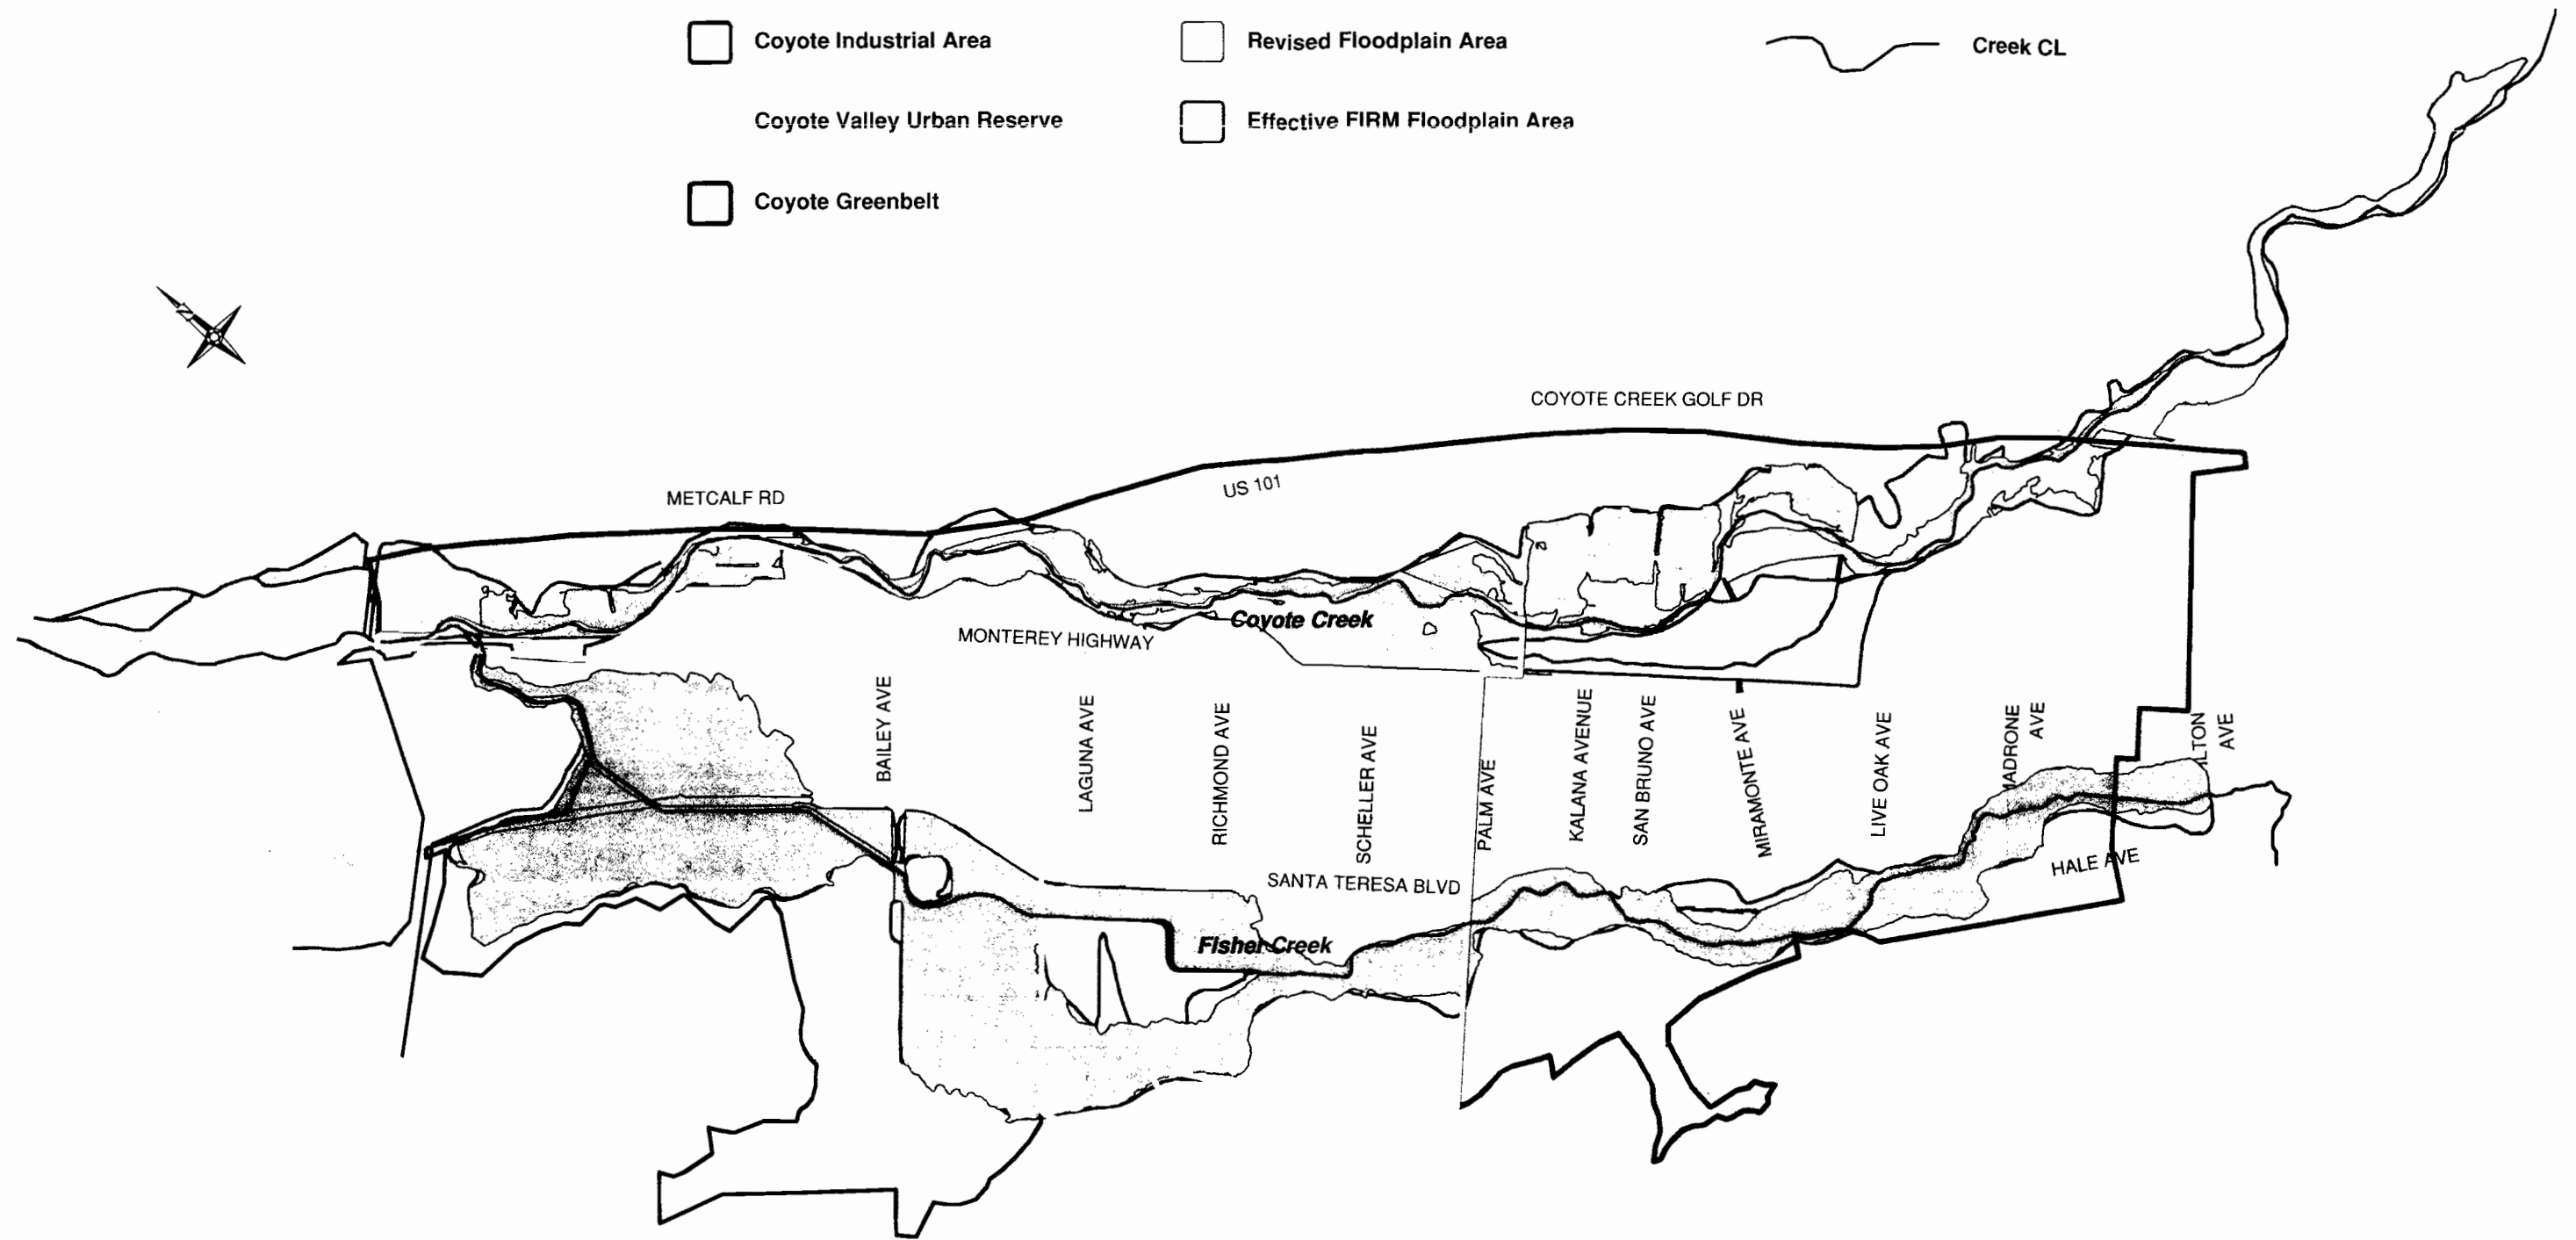 Coyote Industrial Area
Revised Floodplain Area
Creek CL
Coyote Valley Urban Reserve
Effective FIRM Floodplain Area
Coyote Greenbelt
N
COYOTE CREEK GOLF DR
METCALF RD
US 101
Coyote Creek
MONTEREY HIGHWAY
BAILEY AVE
LAGUNA AVE
RICHMOND AVE
SCHELLER AVE
PALM AVE
KALANA AVENUE
SAN BRUNO AVE
MIRAMONTE AVE
LIVE OAK AVE
MADRONE
AVE
ILTON
AVE
HALE AVE
SANTA TERESA BLVD
Fisher Creek